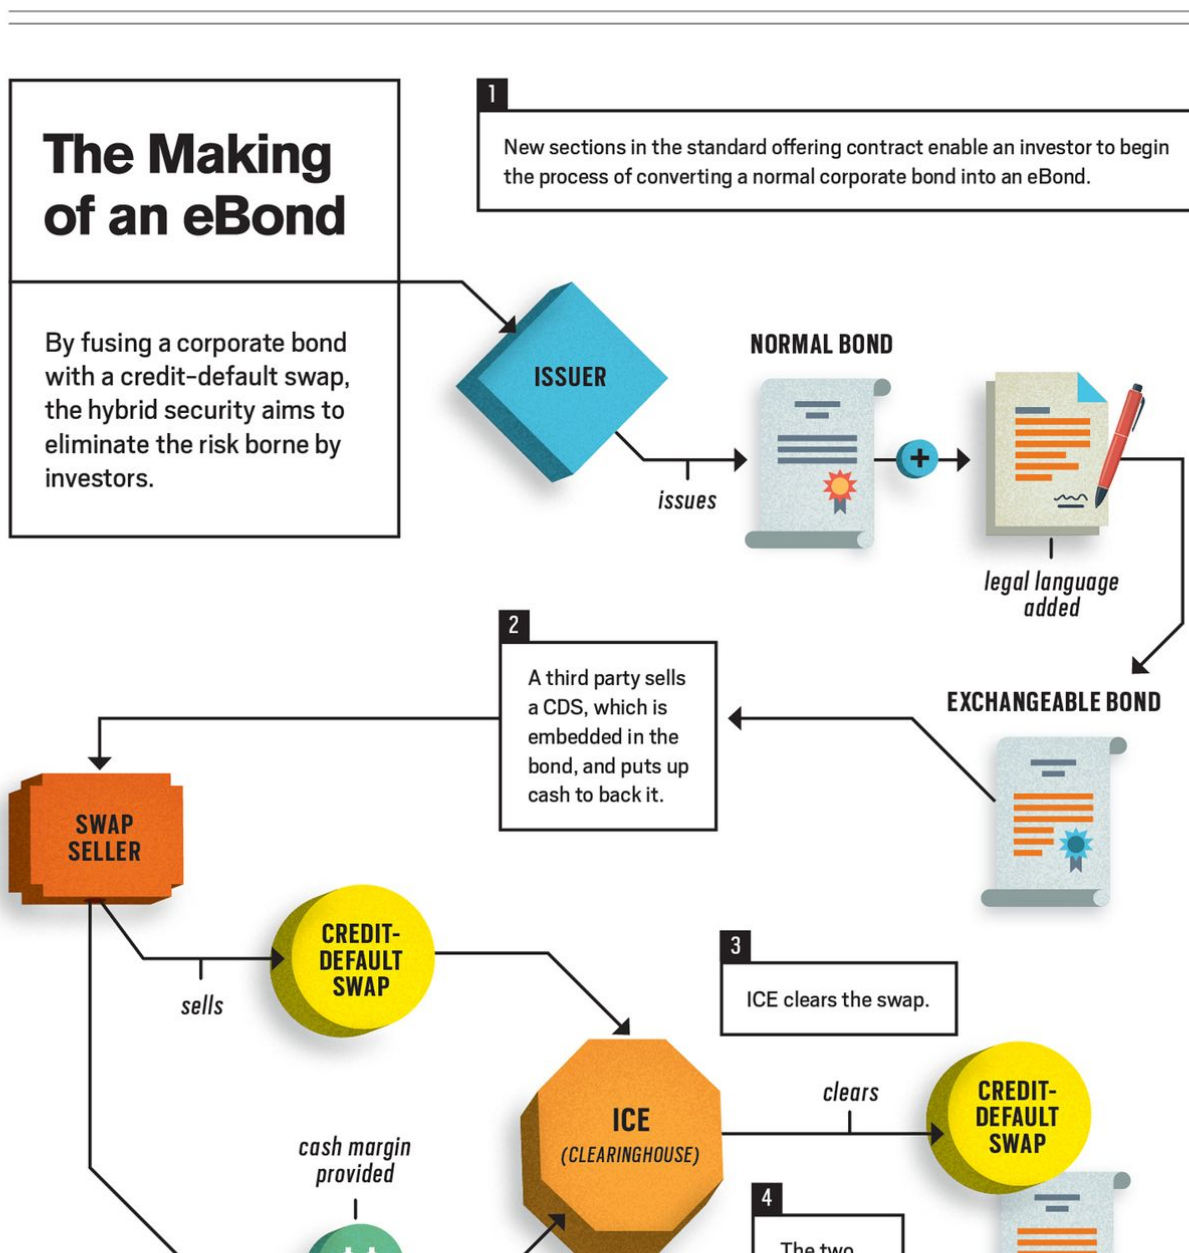 The Making
of an eBond
By fusing a corporate bond
with a credit-default swap,
the hybrid security aims to
eliminate the risk borne by
investors.
1
New sections in the standard offering contract enable an investor to begin
the process of converting a normal corporate bond into an eBond.
ISSUER
issues
NORMAL BOND
+
legal language
added
EXCHANGEABLE BOND
2
A third party sells
a CDS, which is
embedded in the
bond, and puts up
cash to back it.
SWAP
SELLER
sells
CREDIT-
DEFAULT
SWAP
3
ICE clears the swap.
ICE
(CLEARINGHOUSE)
clears
CREDIT-
DEFAULT
SWAP
cash margin
provided
4
The two